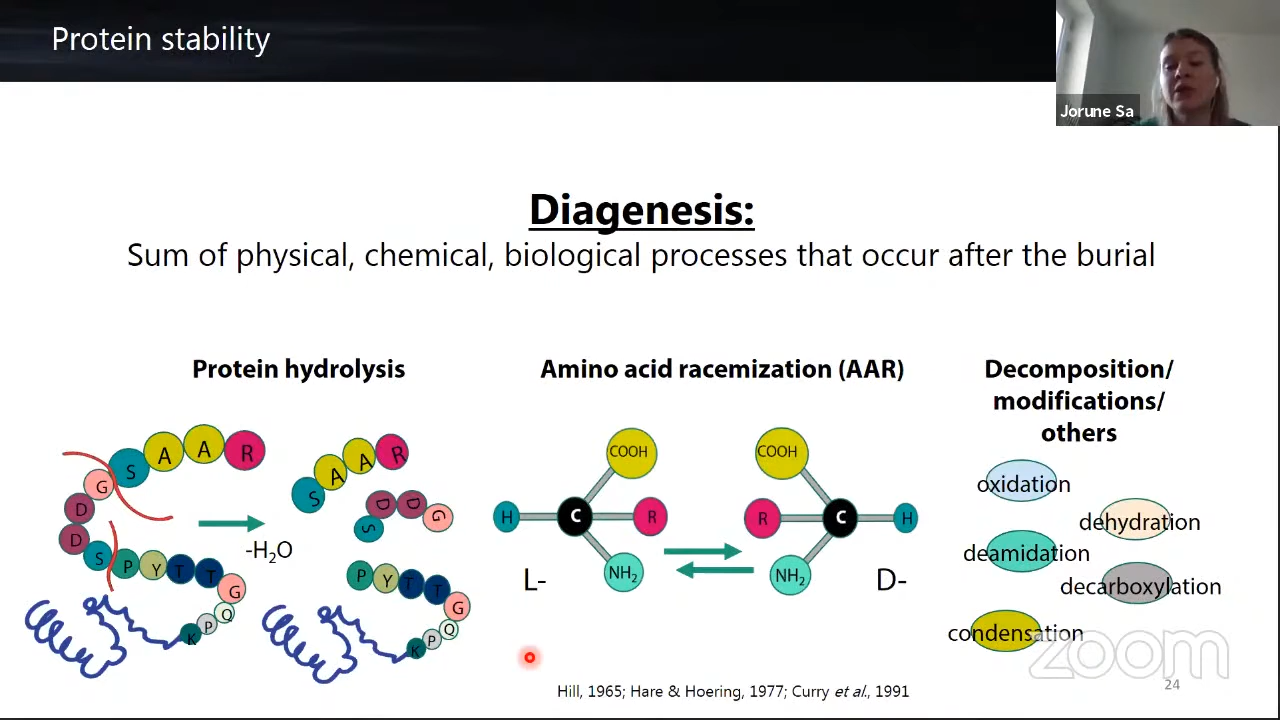 Protein stability
Jorune Sa
Diagenesis:
Sum of physical, chemical, biological processes that occur after the burial
Protein hydrolysis
Amino acid racemization (AAR)
Decomposition/
modifications/
others
S A A R
G
D
D
S P Y T T
G
Q
P
K
-H₂O
S A A R
S D D G
P Y T T
G
Q
P
K
COOH
H C R
NH₂
L-
COOH
R C H
NH₂
D-
oxidation
dehydration
deamidation
decarboxylation
condensation
zoom
Hill, 1965; Hare & Hoering, 1977; Curry et al., 1991
24